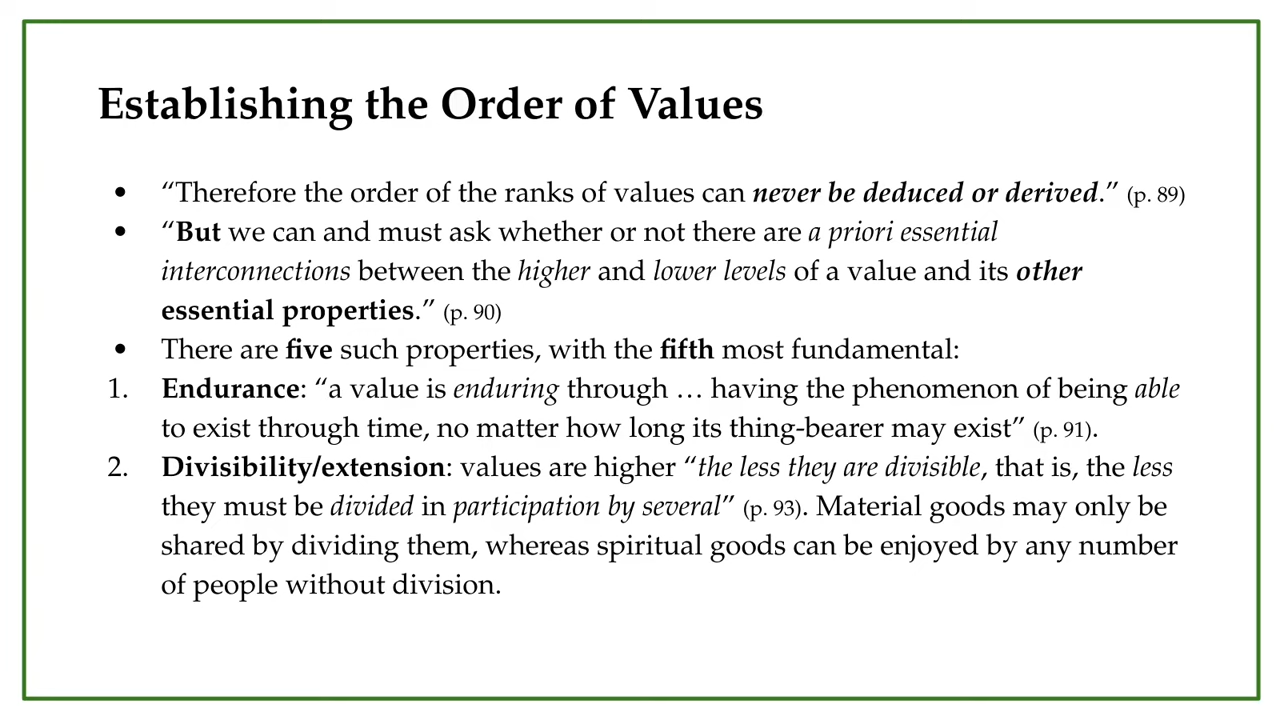 Establishing the Order of Values
• “Therefore the order of the ranks of values can never be deduced or derived.” (p. 89)
• “But we can and must ask whether or not there are a priori essential
interconnections between the higher and lower levels of a value and its other
essential properties.” (p. 90)
• There are five such properties, with the fifth most fundamental:
1. Endurance: “a value is enduring through … having the phenomenon of being able
to exist through time, no matter how long its thing-bearer may exist” (p. 91).
2. Divisibility/extension: values are higher “the less they are divisible, that is, the less
they must be divided in participation by several” (p. 93). Material goods may only be
shared by dividing them, whereas spiritual goods can be enjoyed by any number
of people without division.